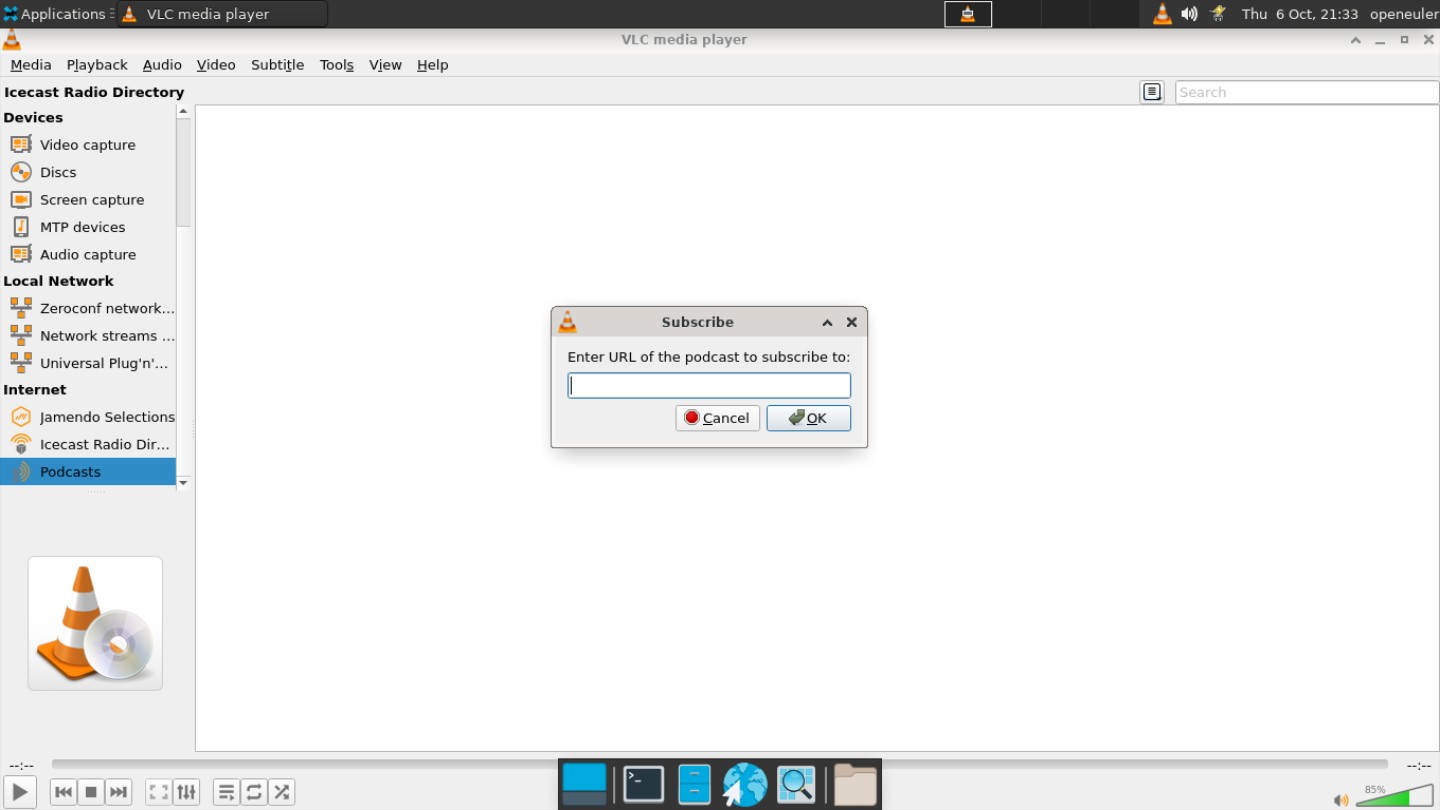 Applications VLC media player Thu 6 Oct, 21:33 openeuler
VLC media player
Media Playback Audio Video Subtitle Tools View Help
Icecast Radio Directory Search
Devices
Video capture
Discs
Screen capture
MTP devices
Audio capture
Local Network
Zeroconf network...
Network streams ...
Universal Plug'n'...
Internet
Jamendo Selections
Icecast Radio Dir...
Podcasts
Subscribe
Enter URL of the podcast to subscribe to:
Cancel OK
--:-- --:--
85%